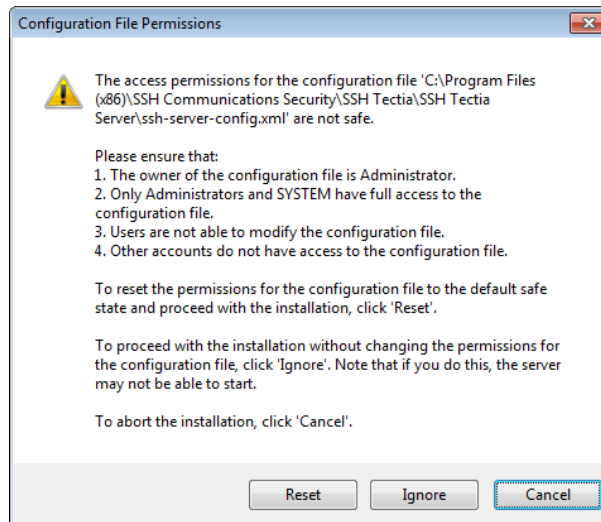 Configuration File Permissions
The access permissions for the configuration file 'C:\Program Files
(x86)\SSH Communications Security\SSH Tectia\SSH Tectia
Server\ssh-server-config.xml' are not safe.
Please ensure that:
1. The owner of the configuration file is Administrator.
2. Only Administrators and SYSTEM have full access to the
configuration file.
3. Users are not able to modify the configuration file.
4. Other accounts do not have access to the configuration file.
To reset the permissions for the configuration file to the default safe
state and proceed with the installation, click 'Reset'.
To proceed with the installation without changing the permissions for
the configuration file, click 'Ignore'. Note that if you do this, the server
may not be able to start.
To abort the installation, click 'Cancel'.
Reset Ignore Cancel